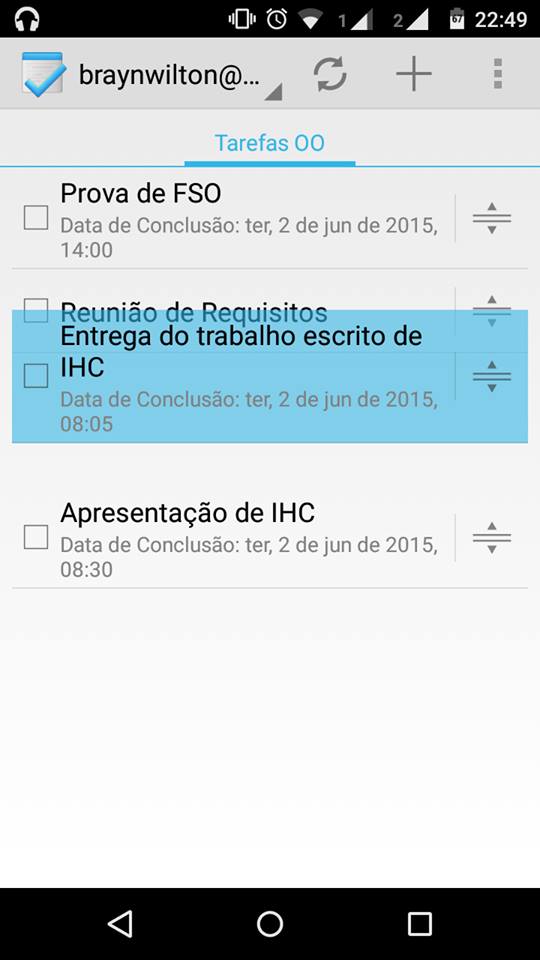 1
2
67
22:49
braynwilton@...
Tarefas OO
Prova de FSO
Data de Conclusão: ter, 2 de jun de 2015,
14:00
Reunião de Requisitos
Entrega do trabalho escrito de
IHC
Data de Conclusão: ter, 2 de jun de 2015,
08:05
Apresentação de IHC
Data de Conclusão: ter, 2 de jun de 2015,
08:30